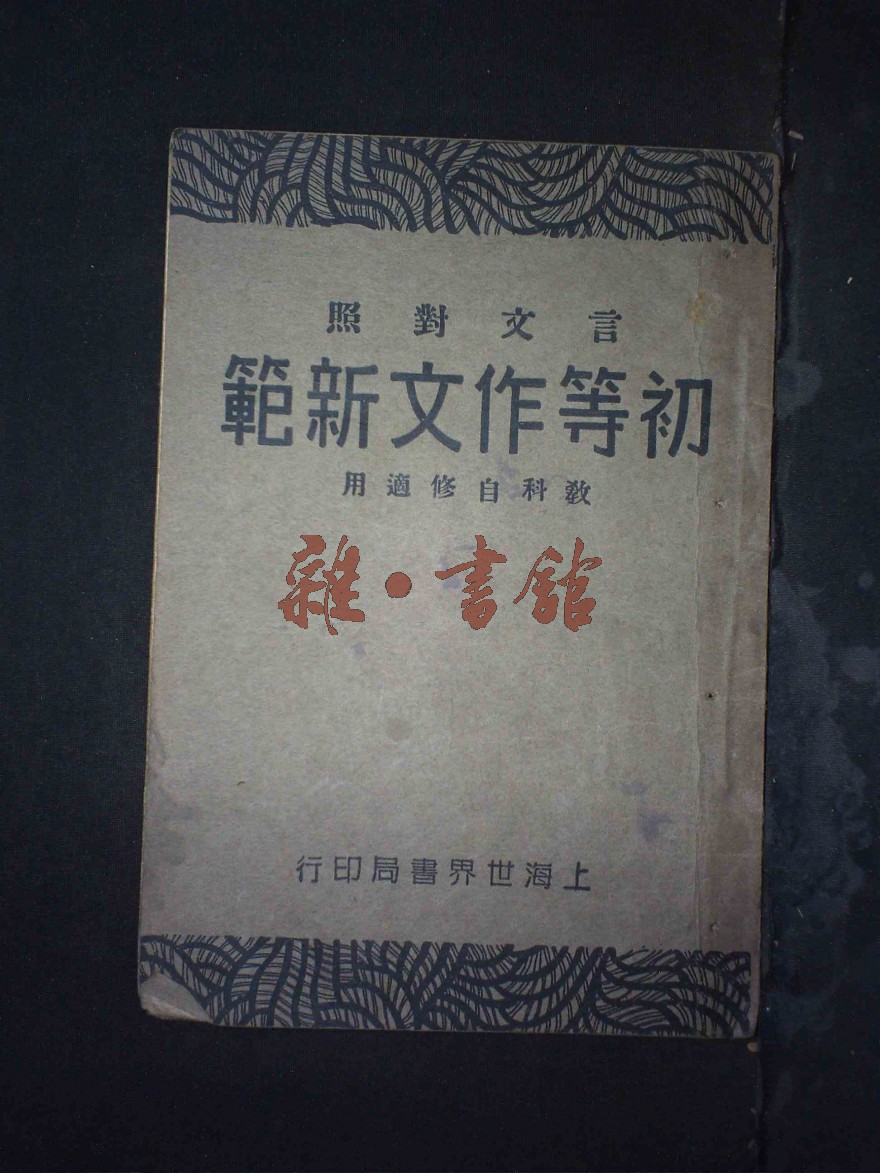 言文對照
初等作文新範
教科自修適用
雜·書館
上海世界書局印行